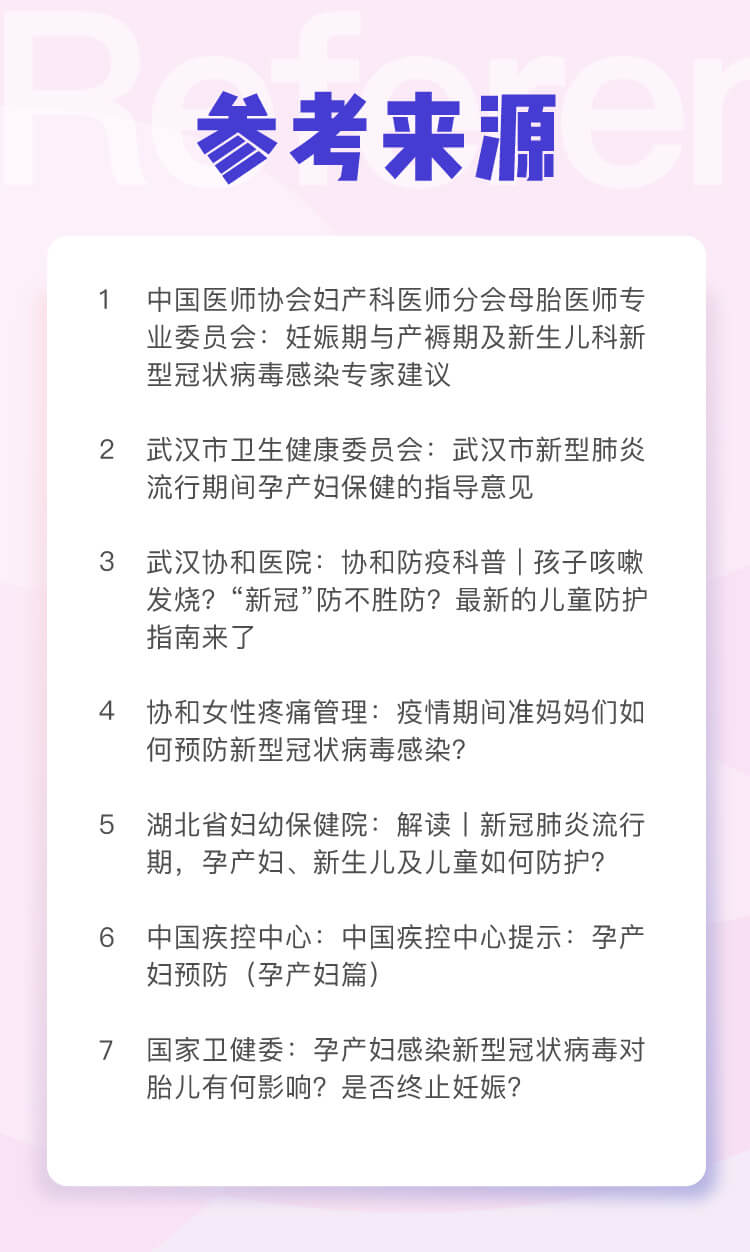 Referen
参考来源
1 中国医师协会妇产科医师分会母胎医师专
业委员会：妊娠期与产褥期及新生儿科新
型冠状病毒感染专家建议
2 武汉市卫生健康委员会：武汉市新型肺炎
流行期间孕产妇保健的指导意见
3 武汉协和医院：协和防疫科普｜孩子咳嗽
发烧？“新冠”防不胜防？最新的儿童防护
指南来了
4 协和女性疼痛管理：疫情期间准妈妈们如
何预防新型冠状病毒感染？
5 湖北省妇幼保健院：解读丨新冠肺炎流行
期，孕产妇、新生儿及儿童如何防护？
6 中国疾控中心：中国疾控中心提示：孕产
妇预防（孕产妇篇）
7 国家卫健委：孕产妇感染新型冠状病毒对
胎儿有何影响？是否终止妊娠？